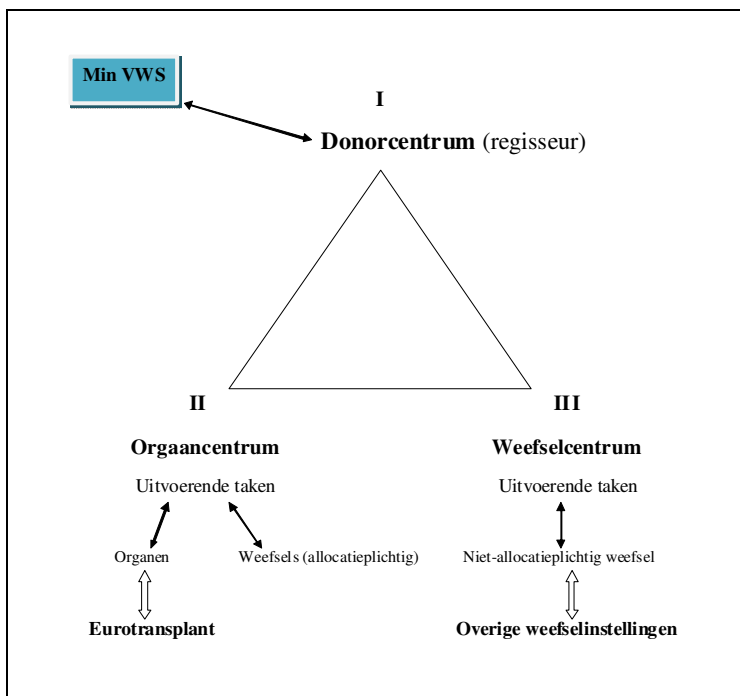 Min VWS
I
Donorcentrum (regisseur)
II
III
Orgaancentrum
Weefselcentrum
Uitvoerende taken
Uitvoerende taken
Organen
Weefsels (allocatieplichtig)
Niet-allocatieplichtig weefsel
Eurotransplant
Overige weefselinstellingen